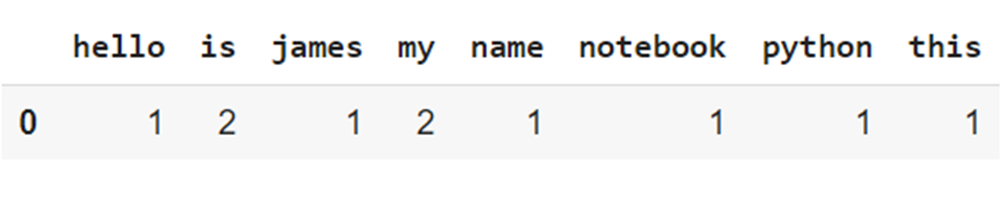 hello is james my name notebook python this
0 1 2 1 2 1 1 1 1